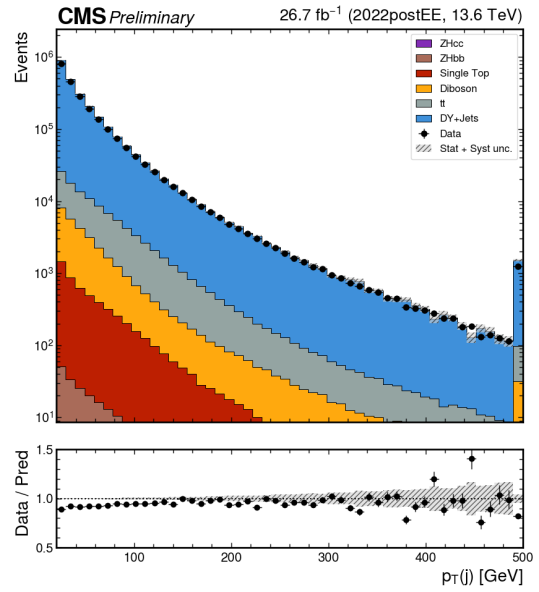 CMS Preliminary 26.7 fb⁻¹ (2022postEE, 13.6 TeV)
Events
10⁶
10⁵
10⁴
10³
10²
10¹
ZHcc
ZHbb
Single Top
Diboson
tt
DY+Jets
Data
Stat + Syst unc.
Data / Pred
1.5
1.0
0.5
100 200 300 400 500
p_T(j) [GeV]